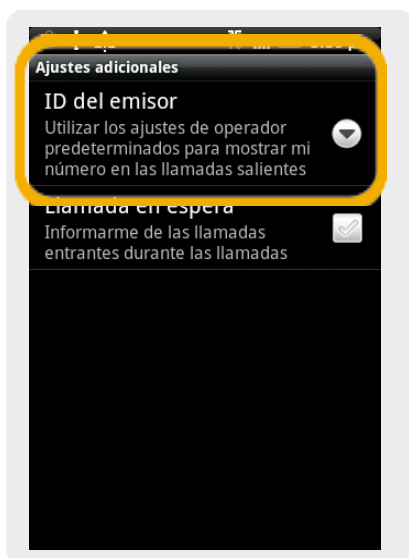 Ajustes adicionales
ID del emisor
Utilizar los ajustes de operador
predeterminados para mostrar mi
número en las llamadas salientes
Llamada en espera
Informarme de las llamadas
entrantes durante las llamadas